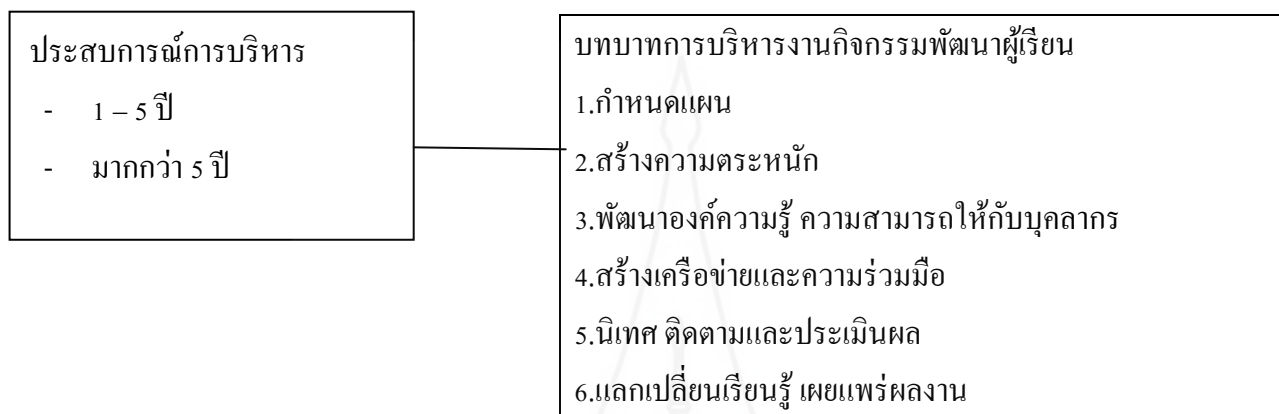 ประสบการณ์การบริหาร
- 1 – 5 ปี
- มากกว่า 5 ปี
บทบาทการบริหารงานกิจกรรมพัฒนาผู้เรียน
1.กำหนดแผน
2.สร้างความตระหนัก
3.พัฒนาองค์ความรู้ ความสามารถให้กับบุคลากร
4.สร้างเครือข่ายและความร่วมมือ
5.นิเทศ ติดตามและประเมินผล
6.แลกเปลี่ยนเรียนรู้ เผยแพร่ผลงาน